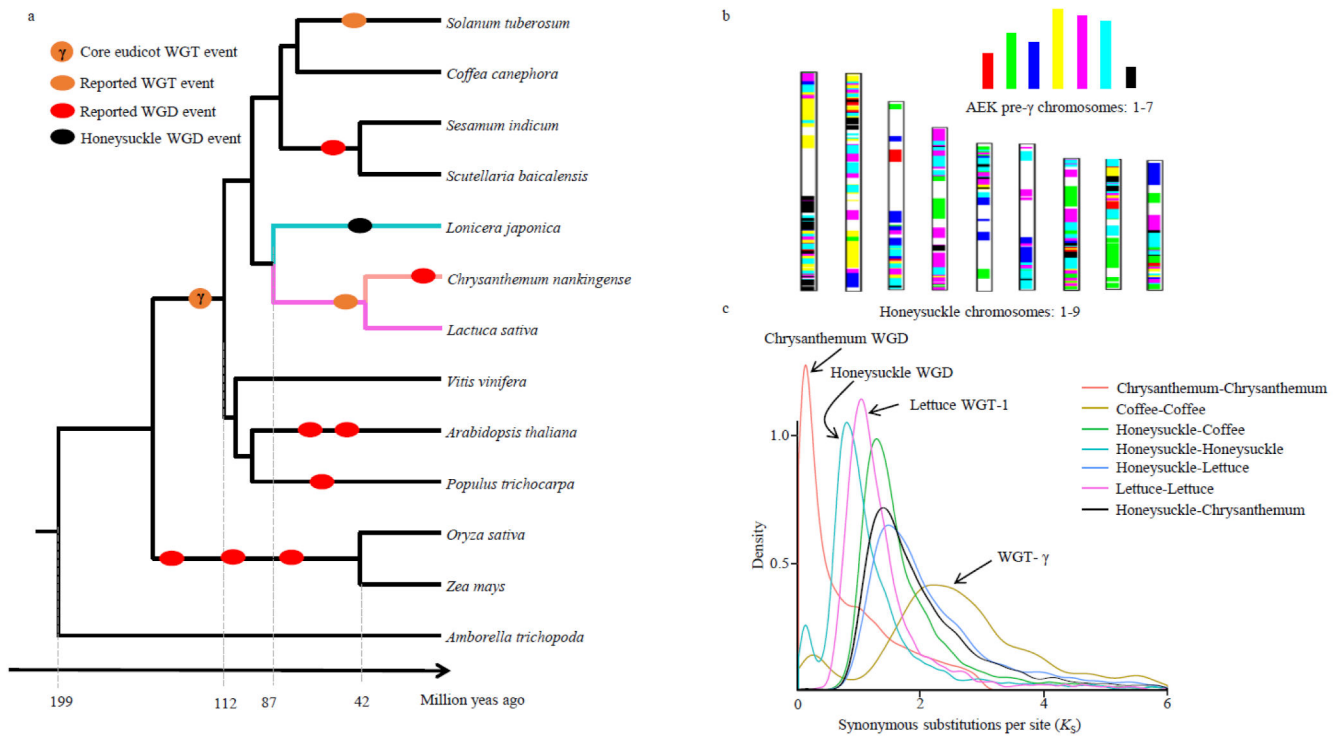 a
γ Core eudicot WGT event
Reported WGT event
Reported WGD event
Honeysuckle WGD event
γ
Solanum tuberosum
Coffea canephora
Sesamum indicum
Scutellaria baicalensis
Lonicera japonica
Chrysanthemum nankingense
Lactuca sativa
Vitis vinifera
Arabidopsis thaliana
Populus trichocarpa
Oryza sativa
Zea mays
Amborella trichopoda
199 112 87 42 Million yeas ago
b
AEK pre-γ chromosomes: 1-7
Honeysuckle chromosomes: 1-9
c
Chrysanthemum WGD
Honeysuckle WGD
Lettuce WGT-1
WGT- γ
Chrysanthemum-Chrysanthemum
Coffee-Coffee
Honeysuckle-Coffee
Honeysuckle-Honeysuckle
Honeysuckle-Lettuce
Lettuce-Lettuce
Honeysuckle-Chrysanthemum
Density
1.0
0.5
0 2 4 6
Synonymous substitutions per site (KS)